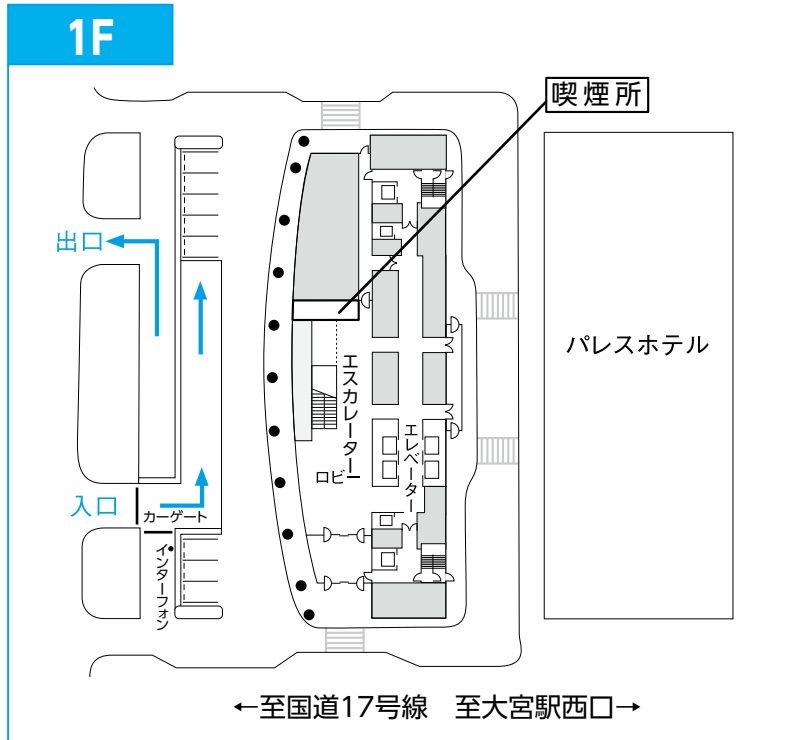 1F
喫煙所
出口
パレスホテル
エスカレーター
エレベーター
ロビー
入口
カーゲート
インターフォン
←至国道17号線　至大宮駅西口→